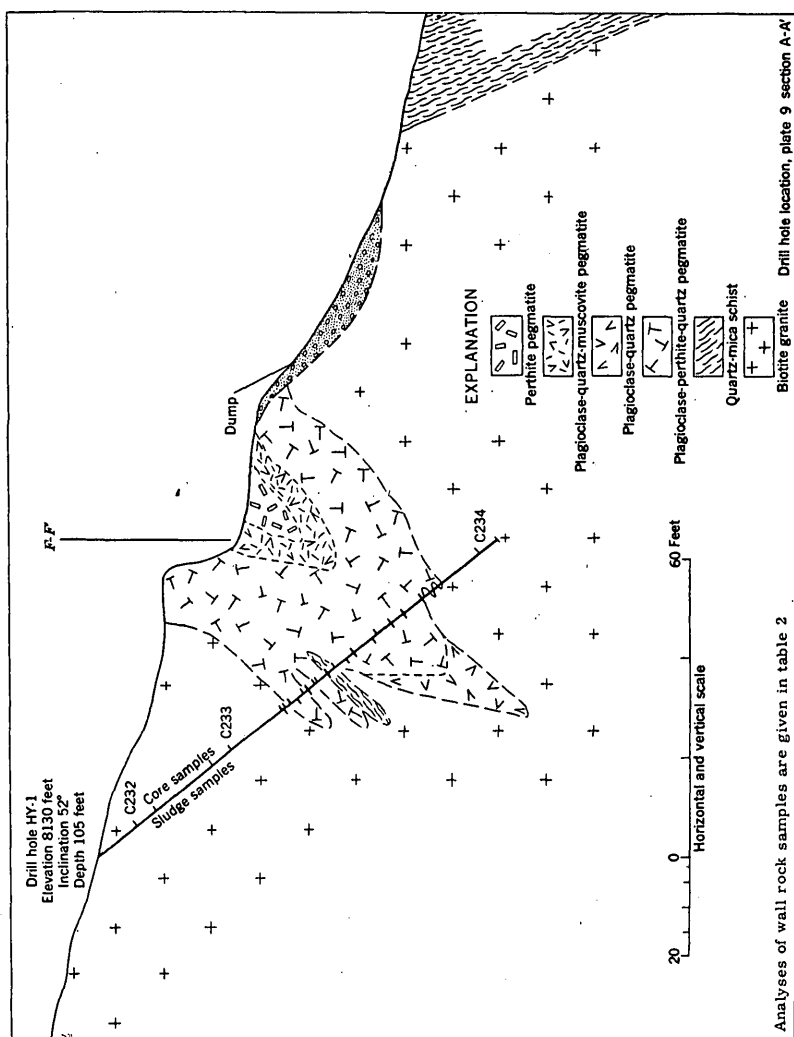 Drill hole HY-1
Elevation 8130 feet
Inclination 52°
Depth 105 feet
C232
Core samples
Sludge samples
C233
F-F'
Dump
C234
EXPLANATION
Perthite pegmatite
Plagioclase-quartz-muscovite pegmatite
Plagioclase-quartz pegmatite
Plagioclase-perthite-quartz pegmatite
Quartz-mica schist
Biotite granite
20 0 60 Feet
Horizontal and vertical scale
Analyses of wall rock samples are given in table 2
Drill hole location, plate 9 section A-A'